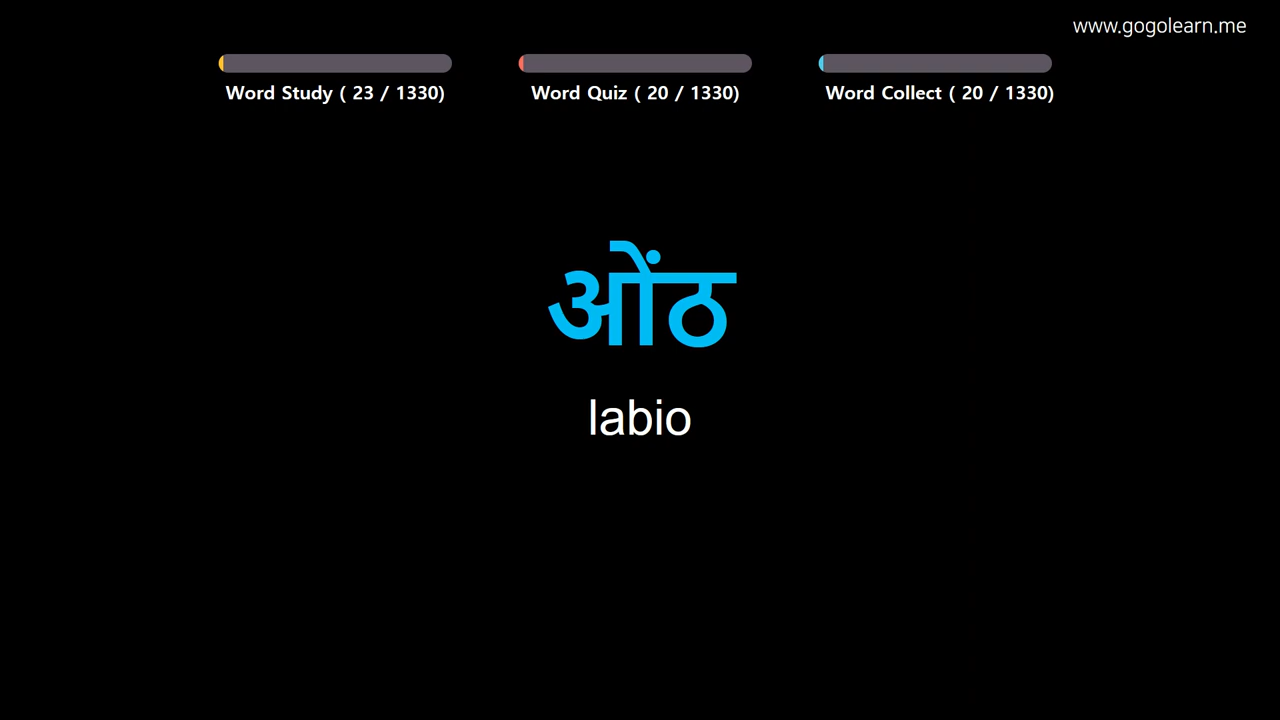 www.gogolearn.me
Word Study ( 23 / 1330)
Word Quiz ( 20 / 1330)
Word Collect ( 20 / 1330)
ओंठ
labio